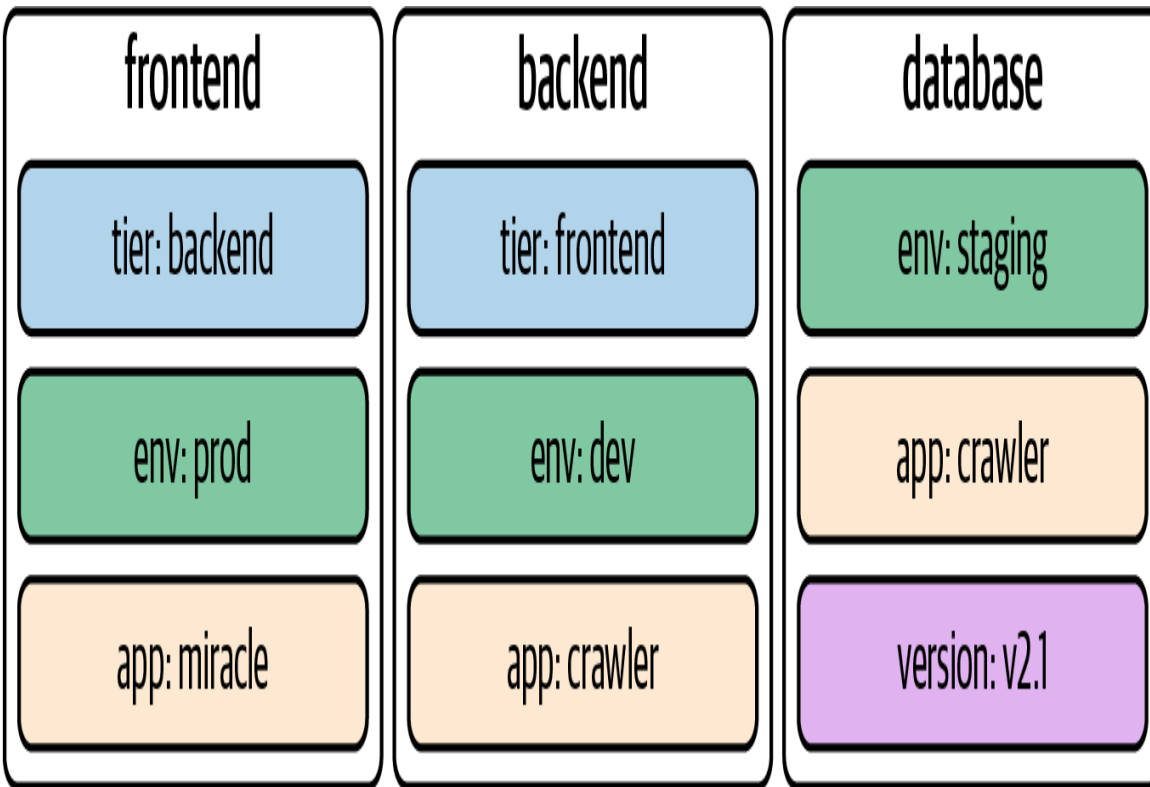 frontend
tier: backend
env: prod
app: miracle
backend
tier: frontend
env: dev
app: crawler
database
env: staging
app: crawler
version: v2.1